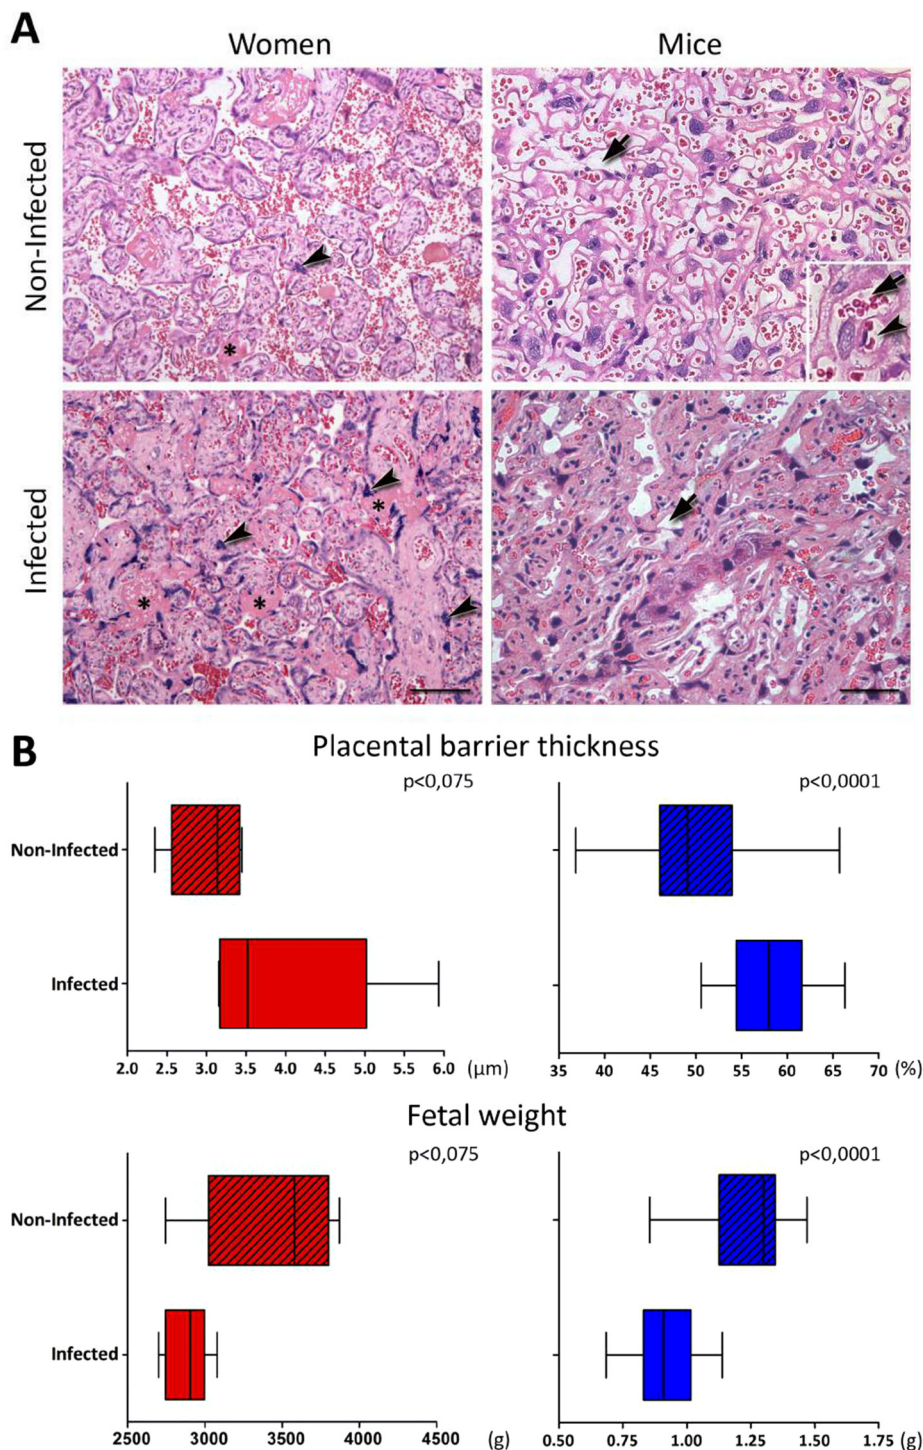 A
Women Mice
Non-Infected
*
Infected
*
* *
B
Placental barrier thickness
p<0,075 p<0,0001
Non-Infected
Infected
2.0 2.5 3.0 3.5 4.0 4.5 5.0 5.5 6.0 (µm) 35 40 45 50 55 60 65 70 (%)
Fetal weight
p<0,075 p<0,0001
Non-Infected
Infected
2500 3000 3500 4000 4500 (g) 0.50 0.75 1.00 1.25 1.50 1.75 (g)